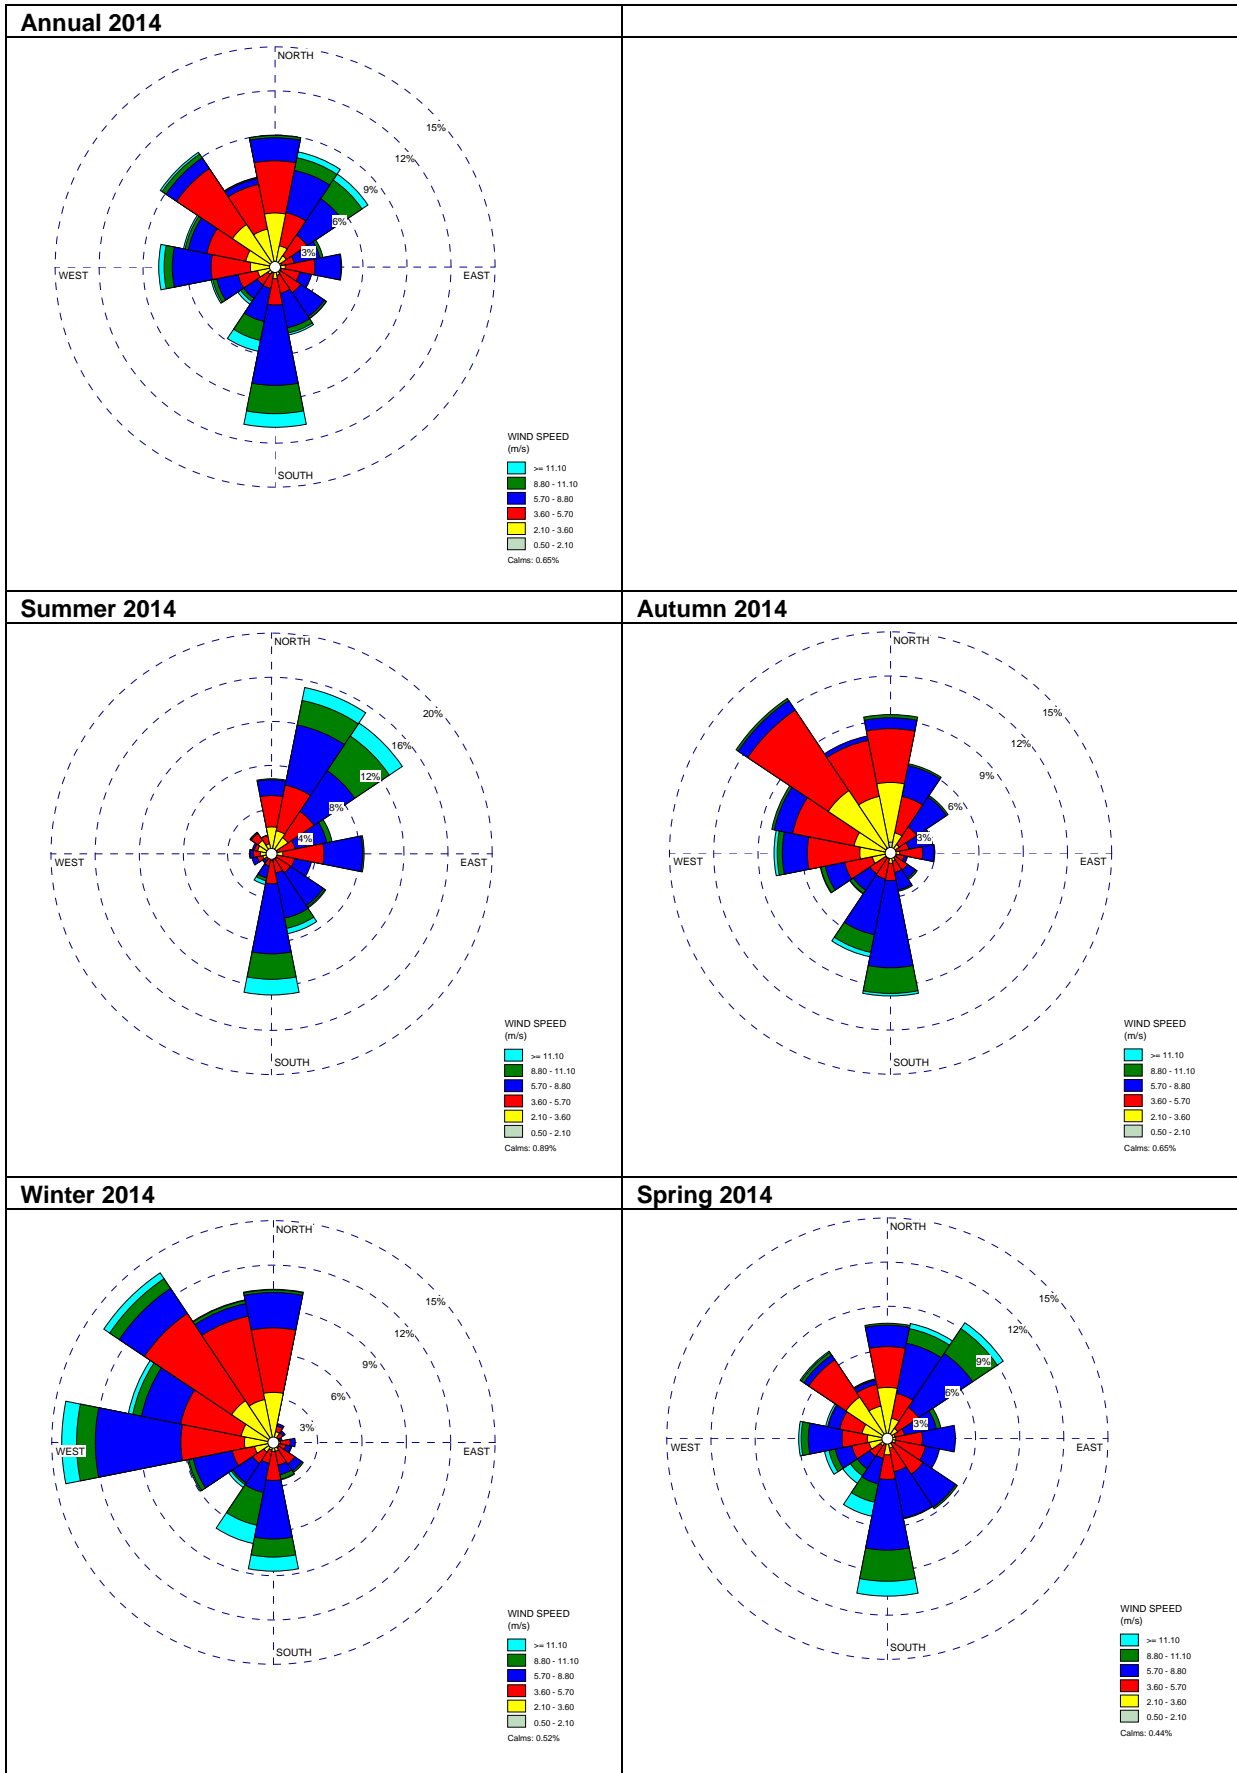 Annual 2014
NORTH
15%
12%
9%
6%
3%
WEST
EAST
SOUTH
WIND SPEED
(m/s)
>= 11.10
8.80 - 11.10
5.70 - 8.80
3.60 - 5.70
2.10 - 3.60
0.50 - 2.10
Calms: 0.65%
Summer 2014
NORTH
20%
16%
12%
8%
4%
WEST
EAST
SOUTH
WIND SPEED
(m/s)
>= 11.10
8.80 - 11.10
5.70 - 8.80
3.60 - 5.70
2.10 - 3.60
0.50 - 2.10
Calms: 0.89%
Autumn 2014
NORTH
15%
12%
9%
6%
3%
WEST
EAST
SOUTH
WIND SPEED
(m/s)
>= 11.10
8.80 - 11.10
5.70 - 8.80
3.60 - 5.70
2.10 - 3.60
0.50 - 2.10
Calms: 0.65%
Winter 2014
NORTH
15%
12%
9%
6%
3%
WEST
EAST
SOUTH
WIND SPEED
(m/s)
>= 11.10
8.80 - 11.10
5.70 - 8.80
3.60 - 5.70
2.10 - 3.60
0.50 - 2.10
Calms: 0.52%
Spring 2014
NORTH
15%
12%
9%
6%
3%
WEST
EAST
SOUTH
WIND SPEED
(m/s)
>= 11.10
8.80 - 11.10
5.70 - 8.80
3.60 - 5.70
2.10 - 3.60
0.50 - 2.10
Calms: 0.44%